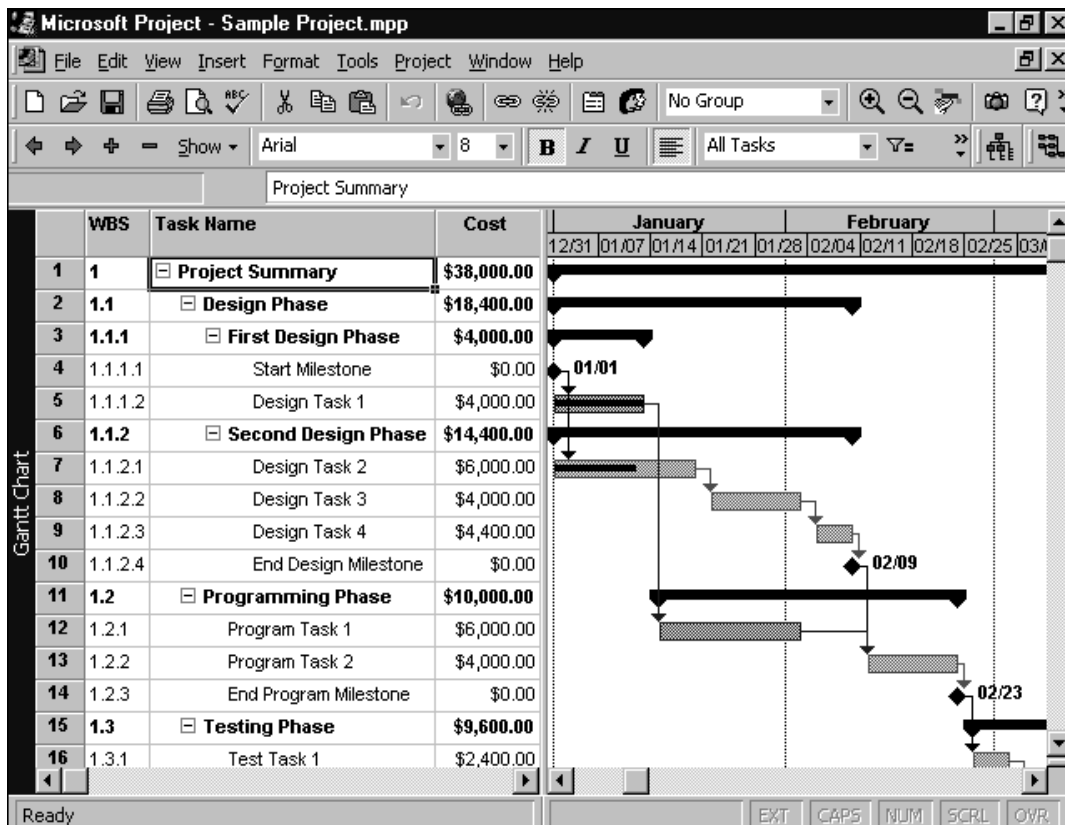 Microsoft Project - Sample Project.mpp
File Edit View Insert Format Tools Project Window Help
ABC No Group
Show Arial 8 B I U All Tasks
Project Summary
WBS Task Name Cost January February
12/31 01/07 01/14 01/21 01/28 02/04 02/11 02/18 02/25
1 1 Project Summary $38,000.00
2 1.1 Design Phase $18,400.00
3 1.1.1 First Design Phase $4,000.00
4 1.1.1.1 Start Milestone $0.00 01/01
5 1.1.1.2 Design Task 1 $4,000.00
6 1.1.2 Second Design Phase $14,400.00
7 1.1.2.1 Design Task 2 $6,000.00
8 1.1.2.2 Design Task 3 $4,000.00
9 1.1.2.3 Design Task 4 $4,400.00
10 1.1.2.4 End Design Milestone $0.00 02/09
11 1.2 Programming Phase $10,000.00
12 1.2.1 Program Task 1 $6,000.00
13 1.2.2 Program Task 2 $4,000.00
14 1.2.3 End Program Milestone $0.00 02/23
15 1.3 Testing Phase $9,600.00
16 1.3.1 Test Task 1 $2,400.00
Gantt Chart
Ready EXT CAPS NUM SCRL OVR